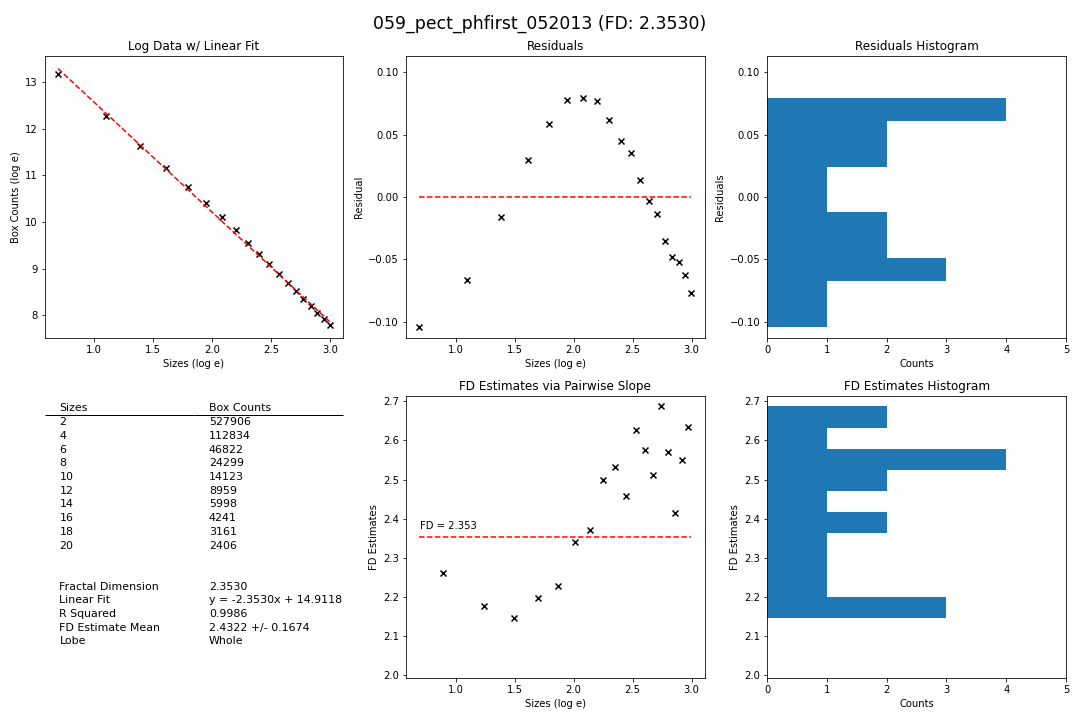 059_pect_phfirst_052013 (FD: 2.3530)
Log Data w/ Linear Fit
Box Counts (log e)
13
12
11
10
9
8
1.0 1.5 2.0 2.5 3.0
Sizes (log e)
Residuals
Residual
0.10
0.05
0.00
−0.05
−0.10
1.0 1.5 2.0 2.5 3.0
Sizes (log e)
Residuals Histogram
Residuals
0.10
0.05
0.00
−0.05
−0.10
0 1 2 3 4 5
Counts
Sizes Box Counts
2 527906
4 112834
6 46822
8 24299
10 14123
12 8959
14 5998
16 4241
18 3161
20 2406
Fractal Dimension 2.3530
Linear Fit y = -2.3530x + 14.9118
R Squared 0.9986
FD Estimate Mean 2.4322 +/- 0.1674
Lobe Whole
FD Estimates via Pairwise Slope
FD Estimates
2.7
2.6
2.5
2.4
2.3
2.2
2.1
2.0
FD = 2.353
1.0 1.5 2.0 2.5 3.0
Sizes (log e)
FD Estimates Histogram
FD Estimates
2.7
2.6
2.5
2.4
2.3
2.2
2.1
2.0
0 1 2 3 4 5
Counts